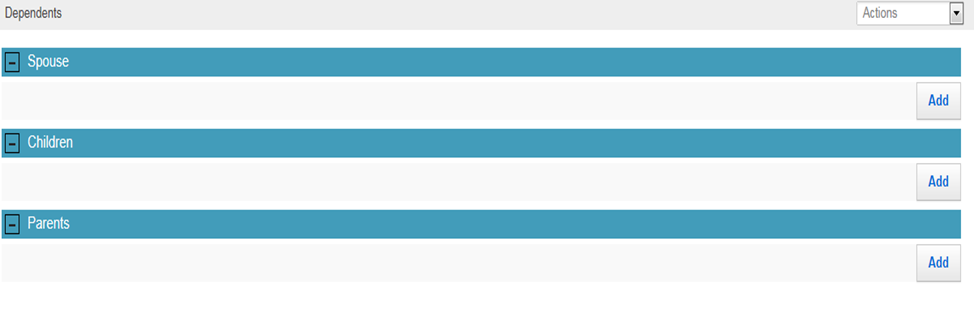 Dependents Actions
Spouse
Add
Children
Add
Parents
Add